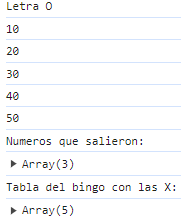 Letra O
10
20
30
40
50
Numeros que salieron:
▶ Array(3)
Tabla del bingo con las X:
▶ Array(5)